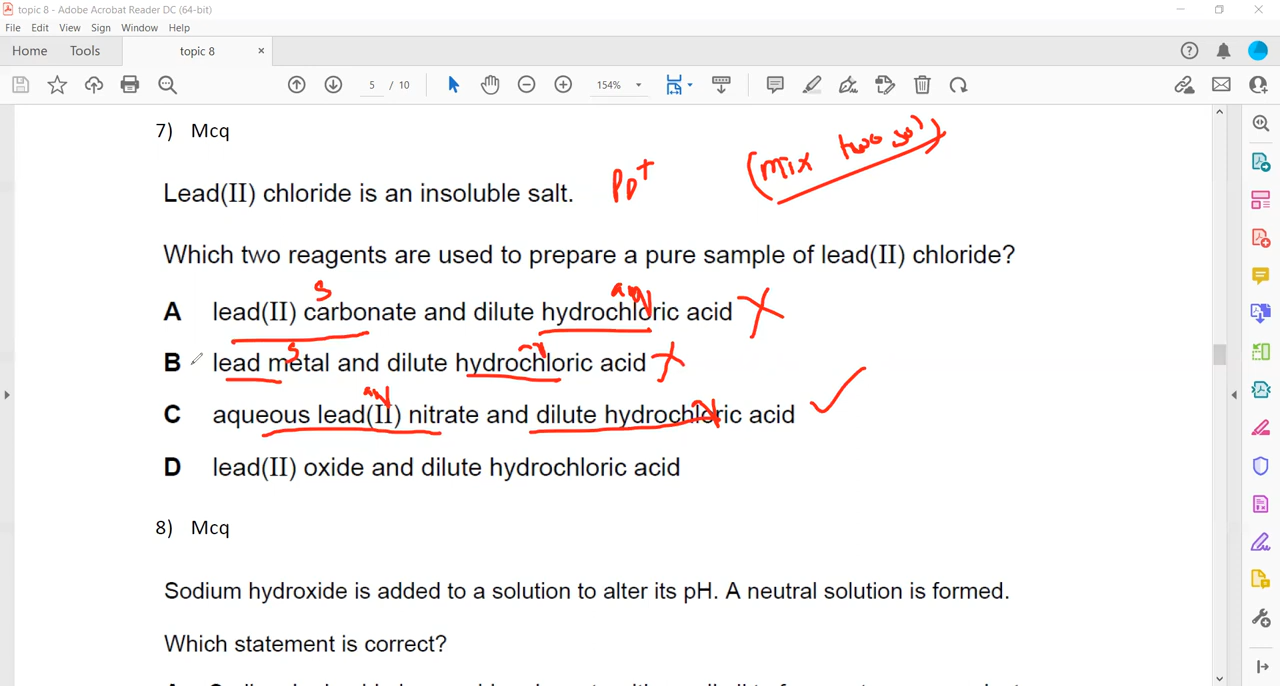 topic 8 - Adobe Acrobat Reader DC (64-bit)
File Edit View Sign Window Help
Home Tools topic 8 ×
5 / 10 154%
7) Mcq
(mix two sol)
Lead(II) chloride is an insoluble salt. ppt
Which two reagents are used to prepare a pure sample of lead(II) chloride?
s aq
A lead(II) carbonate and dilute hydrochloric acid
s
B lead metal and dilute hydrochloric acid
aq
C aqueous lead(II) nitrate and dilute hydrochloric acid
D lead(II) oxide and dilute hydrochloric acid
8) Mcq
Sodium hydroxide is added to a solution to alter its pH. A neutral solution is formed.
Which statement is correct?